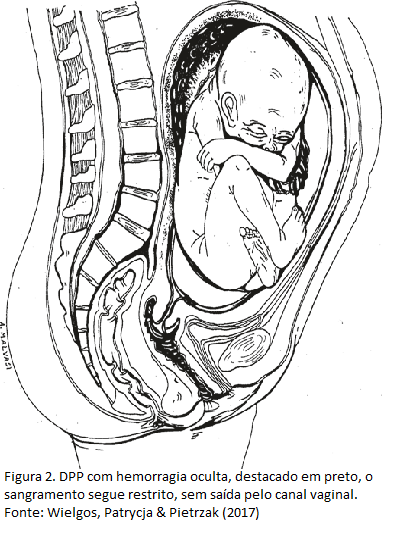 A. MALVASI
Figura 2. DPP com hemorragia oculta, destacado em preto, o
sangramento segue restrito, sem saída pelo canal vaginal.
Fonte: Wielgos, Patrycja & Pietrzak (2017)